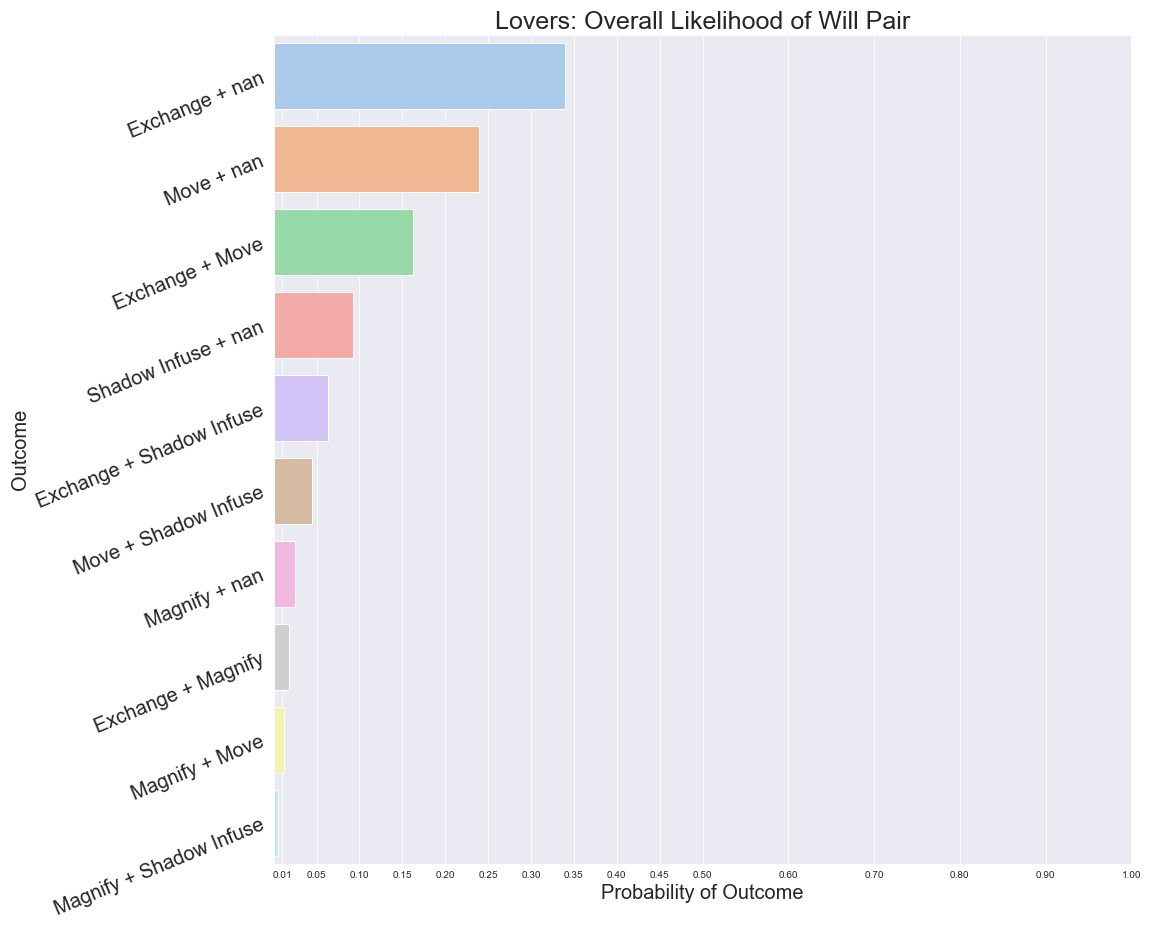 Lovers: Overall Likelihood of Will Pair
Exchange + nan
Move + nan
Exchange + Move
Shadow Infuse + nan
Exchange + Shadow Infuse
Move + Shadow Infuse
Magnify + nan
Exchange + Magnify
Magnify + Move
Magnify + Shadow Infuse
Outcome
0.01 0.05 0.10 0.15 0.20 0.25 0.30 0.35 0.40 0.45 0.50 0.60 0.70 0.80 0.90 1.00
Probability of Outcome